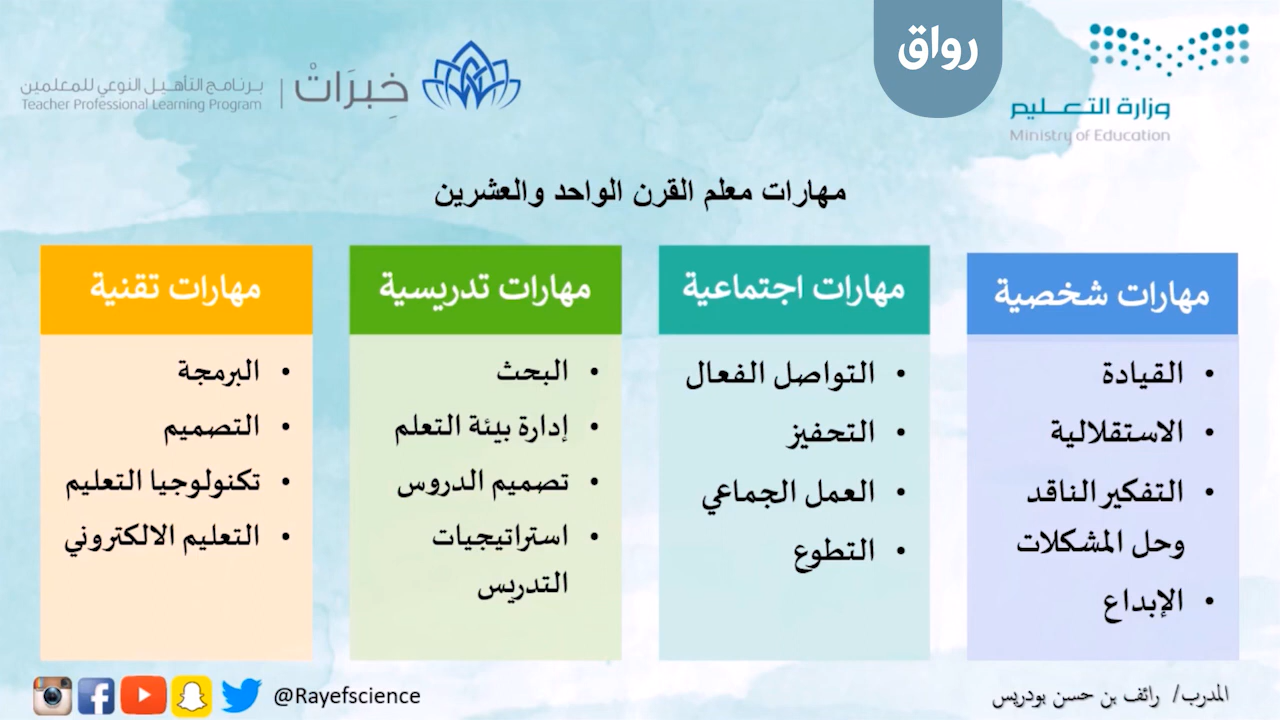 رواق
وزارة التعليم
Ministry of Education
خِبرَاتْ
برنامج التأهيل النوعي للمعلمين
Teacher Professional Learning Program
مهارات معلم القرن الواحد والعشرين
مهارات شخصية
• القيادة
• الاستقلالية
• التفكير الناقد
وحل المشكلات
• الإبداع
مهارات اجتماعية
• التواصل الفعال
• التحفيز
• العمل الجماعي
• التطوع
مهارات تدريسية
• البحث
• إدارة بيئة التعلم
• تصميم الدروس
• استراتيجيات
التدريس
مهارات تقنية
• البرمجة
• التصميم
• تكنولوجيا التعليم
• التعليم الالكتروني
المدرب/ رائف بن حسن بودريس
@Rayefscience